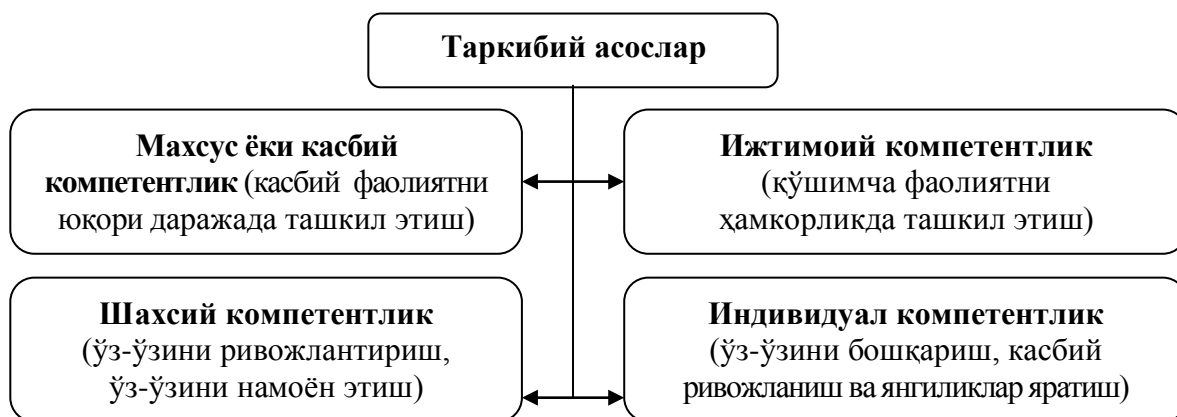 Таркибий асослар
Махсус ёки касбий
компетентлик (касбий фаолиятни
юқори даражада ташкил этиш)
Ижтимоий компетентлик
(қўшимча фаолиятни
ҳамкорликда ташкил этиш)
Шахсий компетентлик
(ўз-ўзини ривожлантириш,
ўз-ўзини намоён этиш)
Индивидуал компетентлик
(ўз-ўзини бошқариш, касбий
ривожланиш ва янгиликлар яратиш)